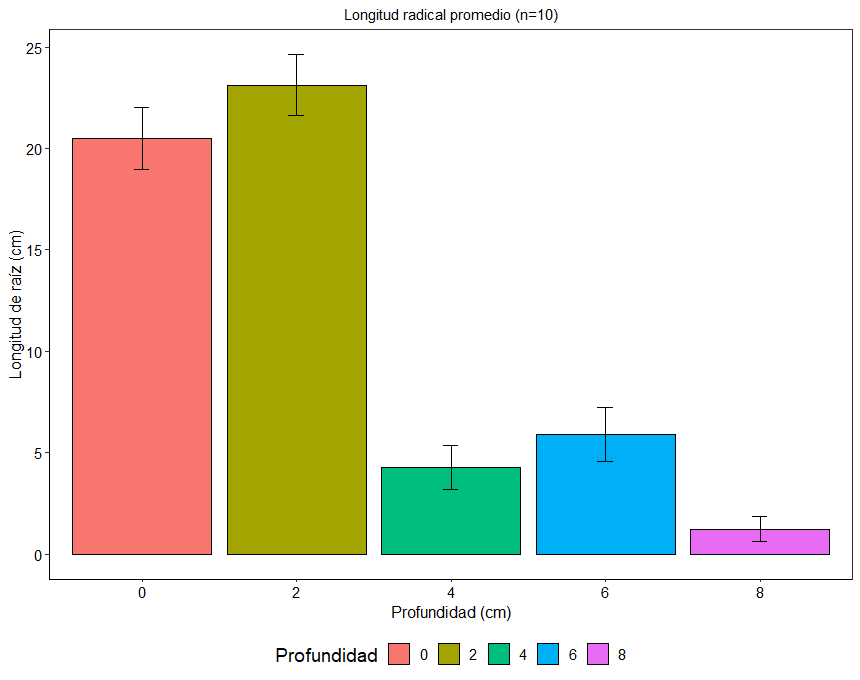 Longitud radical promedio (n=10)
Longitud de raíz (cm)
25
20
15
10
5
0
0 2 4 6 8
Profundidad (cm)
Profundidad 0 2 4 6 8